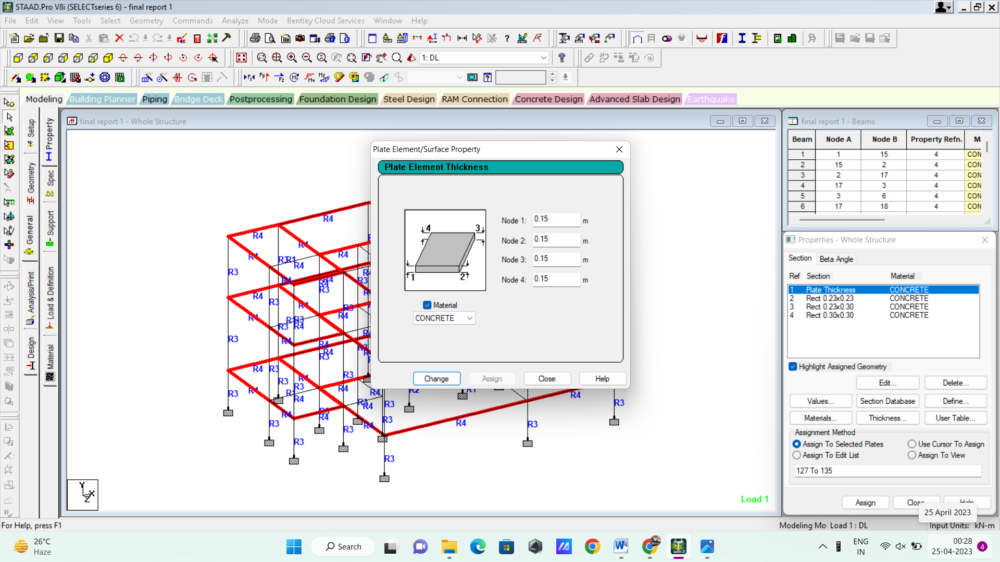 STAAD.Pro V8i (SELECTseries 6) - final report 1
File Edit View Tools Select Geometry Commands Analyze Mode Bentley Cloud Services Window Help
1: DL
Modeling Building Planner Piping Bridge Deck Postprocessing Foundation Design Steel Design RAM Connection Concrete Design Advanced Slab Design Earthquake
Setup
Geometry
General
Analysis/Print
Design
Property
Spec
Support
Load & Definition
Material
final report 1 - Whole Structure
R4
R3
R1
R2
Y
X
Z
Load 1
Plate Element/Surface Property
Plate Element Thickness
4 3
1 2
Node 1: 0.15 m
Node 2: 0.15 m
Node 3: 0.15 m
Node 4: 0.15 m
Material
CONCRETE
Change Assign Close Help
final report 1 - Beams
Beam Node A Node B Property Refn. M
1 1 15 4 CON
2 15 2 4 CON
3 2 17 4 CON
4 17 3 4 CON
5 3 6 4 CON
6 17 18 4 CON
Properties - Whole Structure
Section Beta Angle
Ref Section Material
1 Plate Thickness CONCRETE
2 Rect 0.23x0.23 CONCRETE
3 Rect 0.23x0.30 CONCRETE
4 Rect 0.30x0.30 CONCRETE
Highlight Assigned Geometry
Edit... Delete...
Values... Section Database Define...
Materials... Thickness... User Table...
Assignment Method
Assign To Selected Plates Use Cursor To Assign
Assign To Edit List Assign To View
127 To 135
Assign Close Help
25 April 2023
For Help, press F1
Modeling Mo Load 1 : DL Input Units: kN-m
26°C
Haze
Search
ENG
IN
00:28
25-04-2023
4